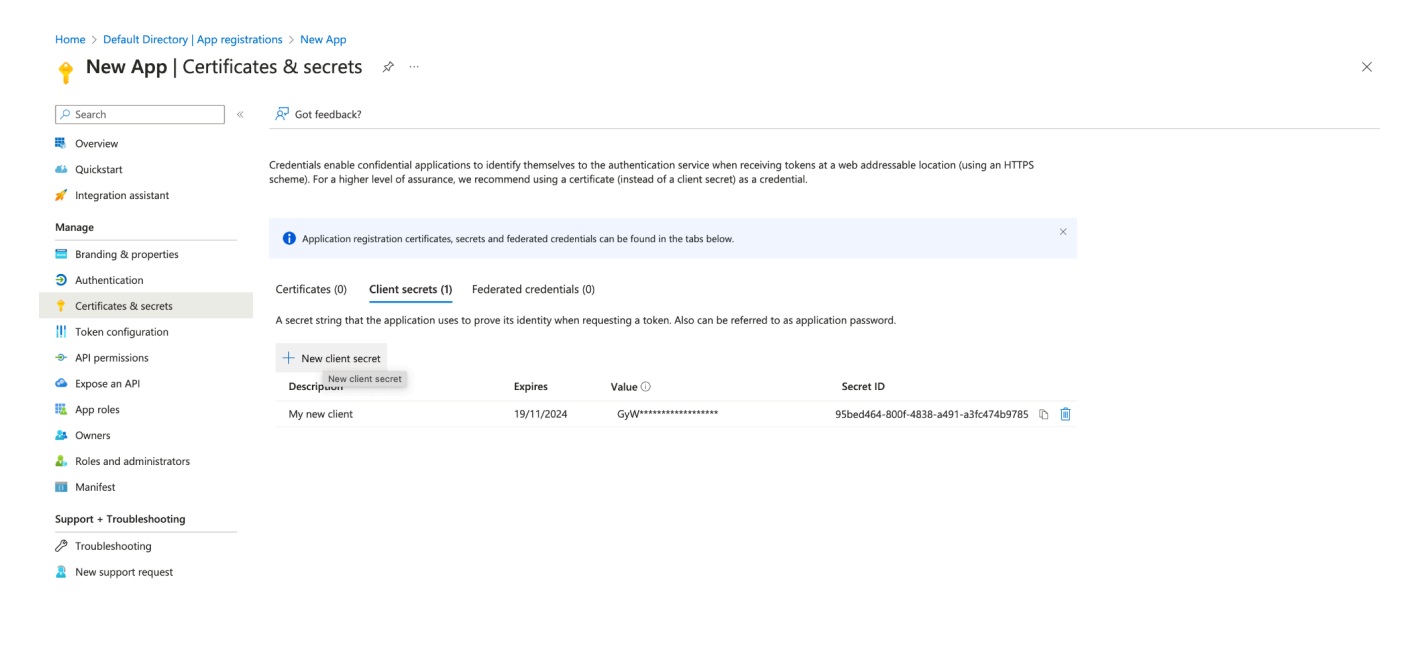 Home > Default Directory | App registrations > New App
New App | Certificates & secrets
Search
Got feedback?
Overview
Quickstart
Integration assistant
Manage
Branding & properties
Authentication
Certificates & secrets
Token configuration
API permissions
Expose an API
App roles
Owners
Roles and administrators
Manifest
Support + Troubleshooting
Troubleshooting
New support request
Credentials enable confidential applications to identify themselves to the authentication service when receiving tokens at a web addressable location (using an HTTPS
scheme). For a higher level of assurance, we recommend using a certificate (instead of a client secret) as a credential.
Application registration certificates, secrets and federated credentials can be found in the tabs below.
Certificates (0) Client secrets (1) Federated credentials (0)
A secret string that the application uses to prove its identity when requesting a token. Also can be referred to as application password.
New client secret
New client secret
Description Expires Value Secret ID
My new client 19/11/2024 GyW****************** 95bed464-800f-4838-a491-a3fc474b9785